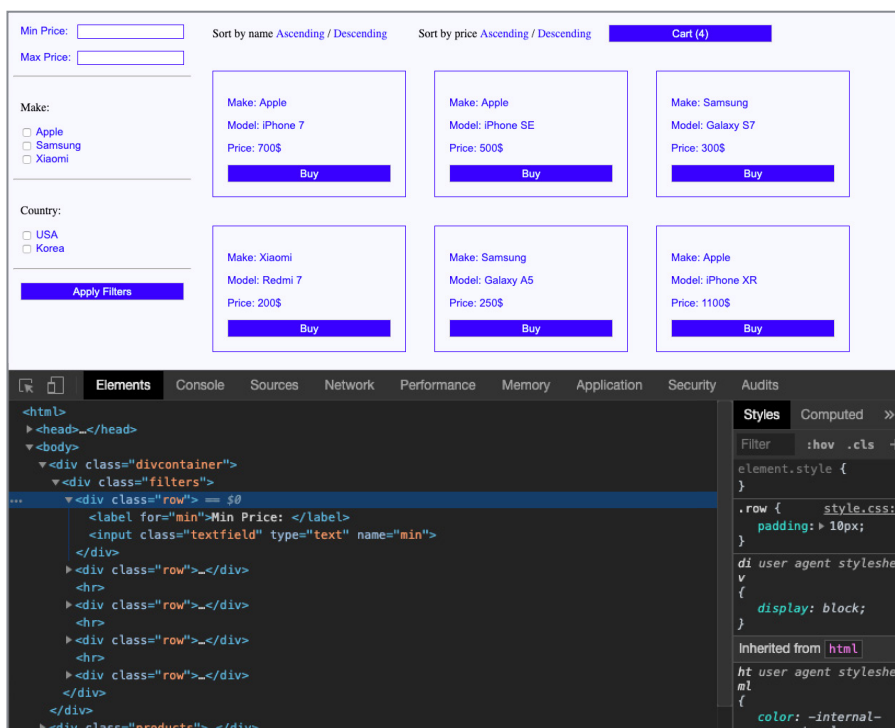 Min Price:
Max Price:
Make:
Apple
Samsung
Xiaomi
Country:
USA
Korea
Apply Filters
Sort by name Ascending / Descending
Sort by price Ascending / Descending
Cart (4)
Make: Apple
Model: iPhone 7
Price: 700$
Buy
Make: Apple
Model: iPhone SE
Price: 500$
Buy
Make: Samsung
Model: Galaxy S7
Price: 300$
Buy
Make: Xiaomi
Model: Redmi 7
Price: 200$
Buy
Make: Samsung
Model: Galaxy A5
Price: 250$
Buy
Make: Apple
Model: iPhone XR
Price: 1100$
Buy
Elements Console Sources Network Performance Memory Application Security Audits
<html>
<head>…</head>
<body>
<div class="divcontainer">
<div class="filters">
<div class="row"> == $0
<label for="min">Min Price: </label>
<input class="textfield" type="text" name="min">
</div>
<div class="row">…</div>
<hr>
<div class="row">…</div>
<hr>
<div class="row">…</div>
<hr>
<div class="row">…</div>
</div>
</div>
<div class="products">…</div>
Styles Computed »
Filter :hov .cls +
element.style {
}
.row { style.css:
padding: 10px;
}
di user agent styleshe
v
{
display: block;
}
Inherited from html
ht user agent styleshe
ml
{
color: -internal-